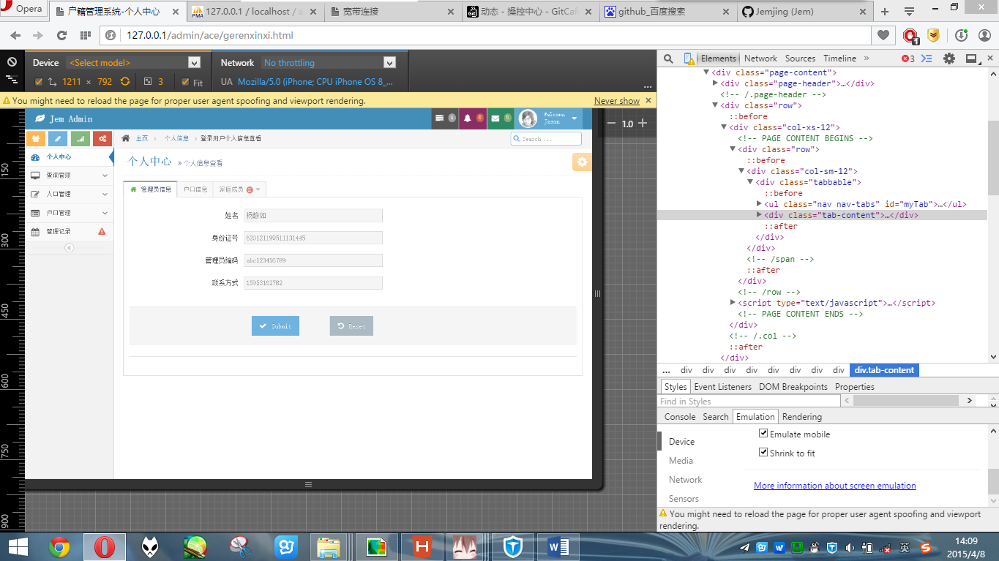 Opera
户籍管理系统-个人中心
127.0.0.1 / localhost / a
宽带连接
动态 - 操控中心 - GitCaf
github_百度搜索
Jemjing (Jem)
127.0.0.1/admin/ace/gerenxinxi.html
1
Device <Select model>
Network No throttling
1211 × 792
3
Fit
UA Mozilla/5.0 (iPhone; CPU iPhone OS 8_...
...
You might need to reload the page for proper user agent spoofing and viewport rendering.
Never show
Jem Admin
Welcome,
Jason
1.0
主页
个人信息
登录用户个人信息查看
Search ...
个人中心
查询管理
人口管理
户口管理
管理记录
个人中心
» 个人信息查看
管理员信息
户口信息
家庭成员
姓名
杨静如
身份证号
管理员编码
abc123456789
联系方式
15953162782
Submit
Reset
150
300
450
600
750
900
Elements
Network
Sources
Timeline
»
3
<div class="page-content">
<div class="page-header">…</div>
<!-- /.page-header -->
<div class="row">
::before
<div class="col-xs-12">
<!-- PAGE CONTENT BEGINS -->
<div class="row">
::before
<div class="col-sm-12">
<div class="tabbable">
::before
<ul class="nav nav-tabs" id="myTab">…</ul>
<div class="tab-content">…</div>
::after
</div>
</div>
<!-- /span -->
::after
</div>
<!-- /row -->
<script type="text/javascript">…</script>
<!-- PAGE CONTENT ENDS -->
</div>
<!-- /.col -->
::after
</div>
... div div div div div div div div div.tab-content
Styles Event Listeners DOM Breakpoints Properties
Find in Styles
Console Search Emulation Rendering
Device
Media
Network
Sensors
Emulate mobile
Shrink to fit
More information about screen emulation
You might need to reload the page for proper user agent spoofing and viewport
rendering.
英
14:09
2015/4/8